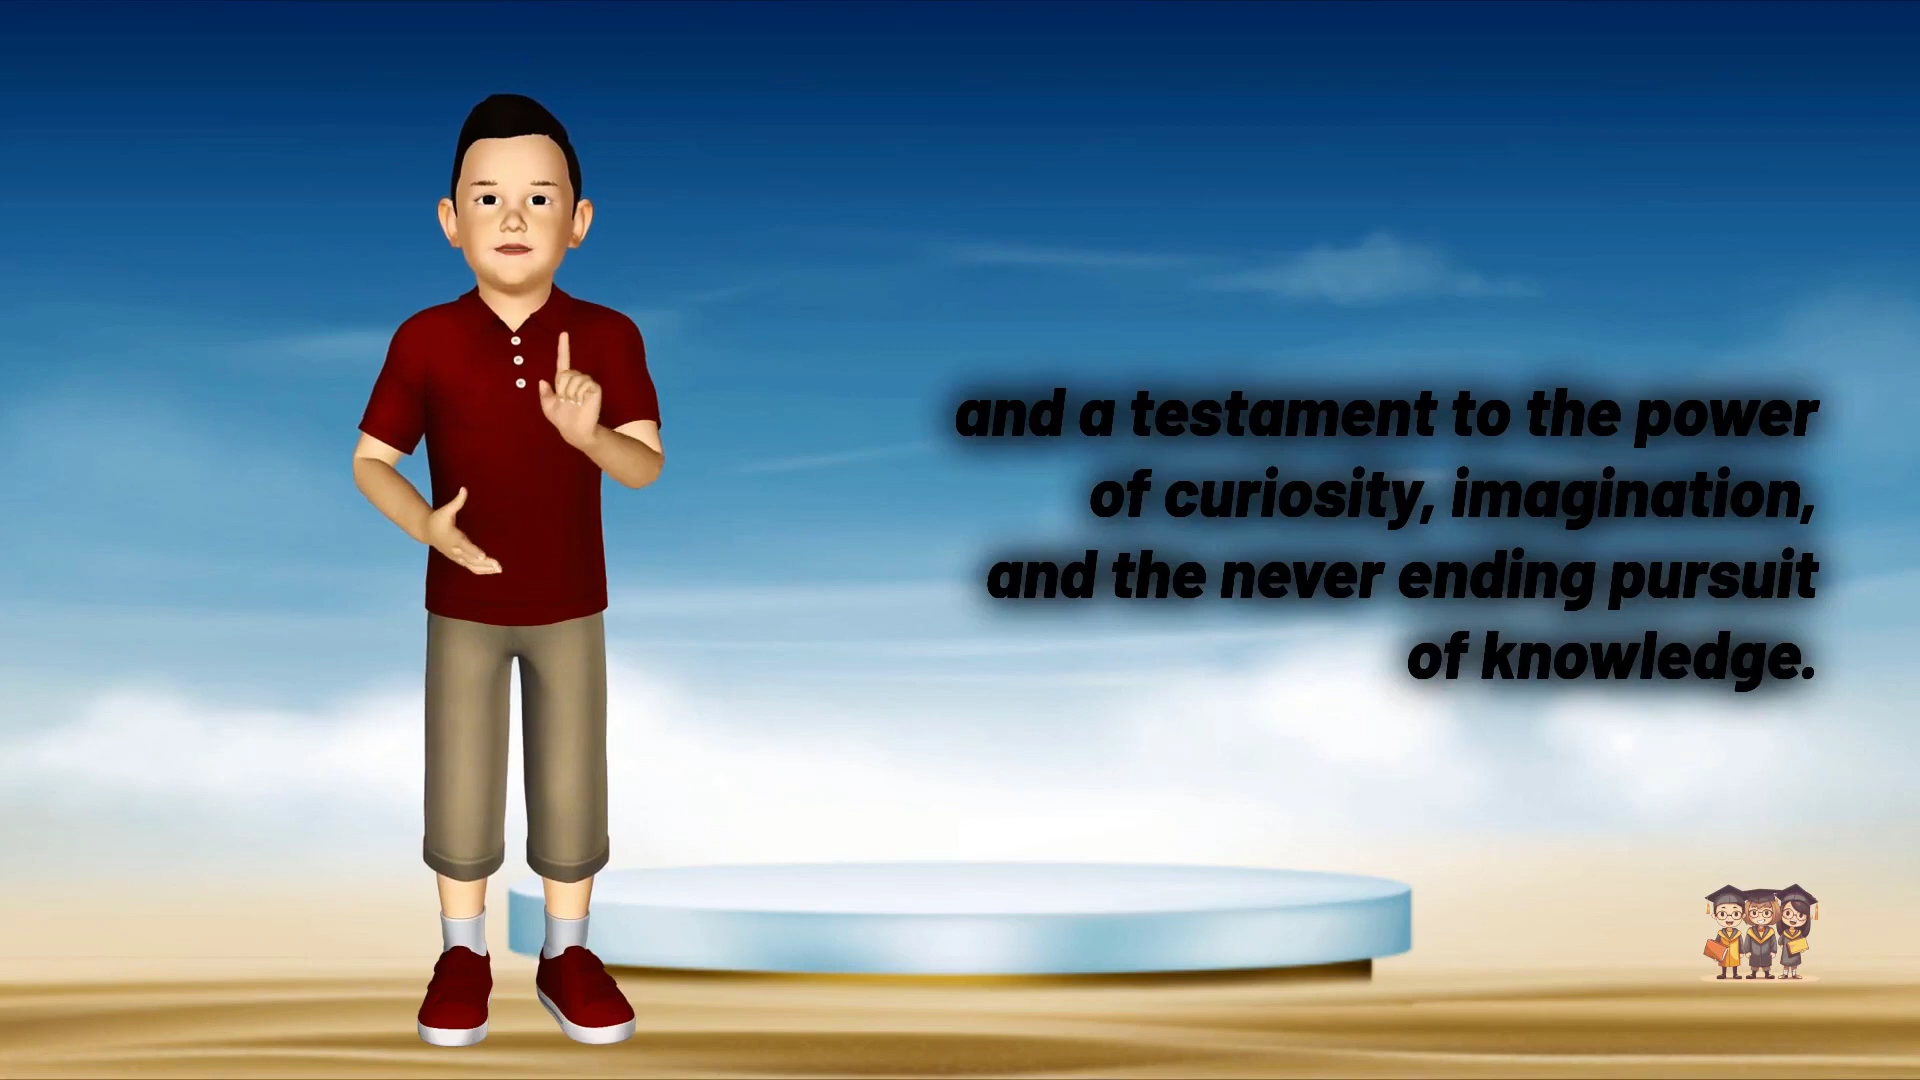 and a testament to the power
of curiosity, imagination,
and the never ending pursuit
of knowledge.